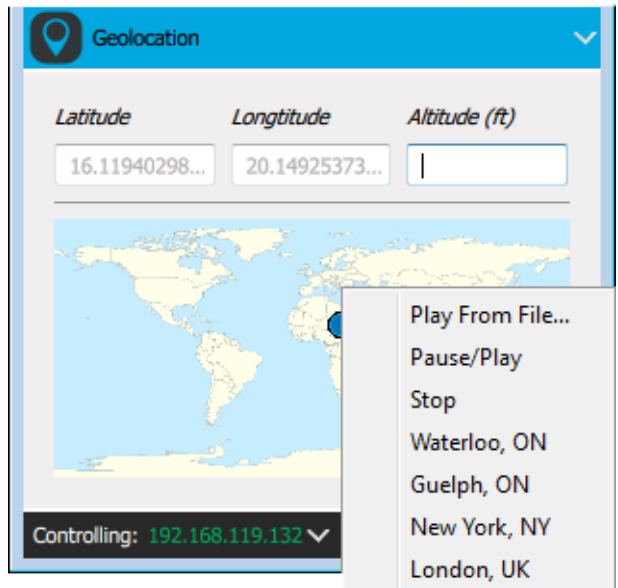 Geolocation
Latitude Longtitude Altitude (ft)
16.11940298... 20.14925373...
Play From File...
Pause/Play
Stop
Waterloo, ON
Guelph, ON
New York, NY
Controlling: 192.168.119.132
London, UK